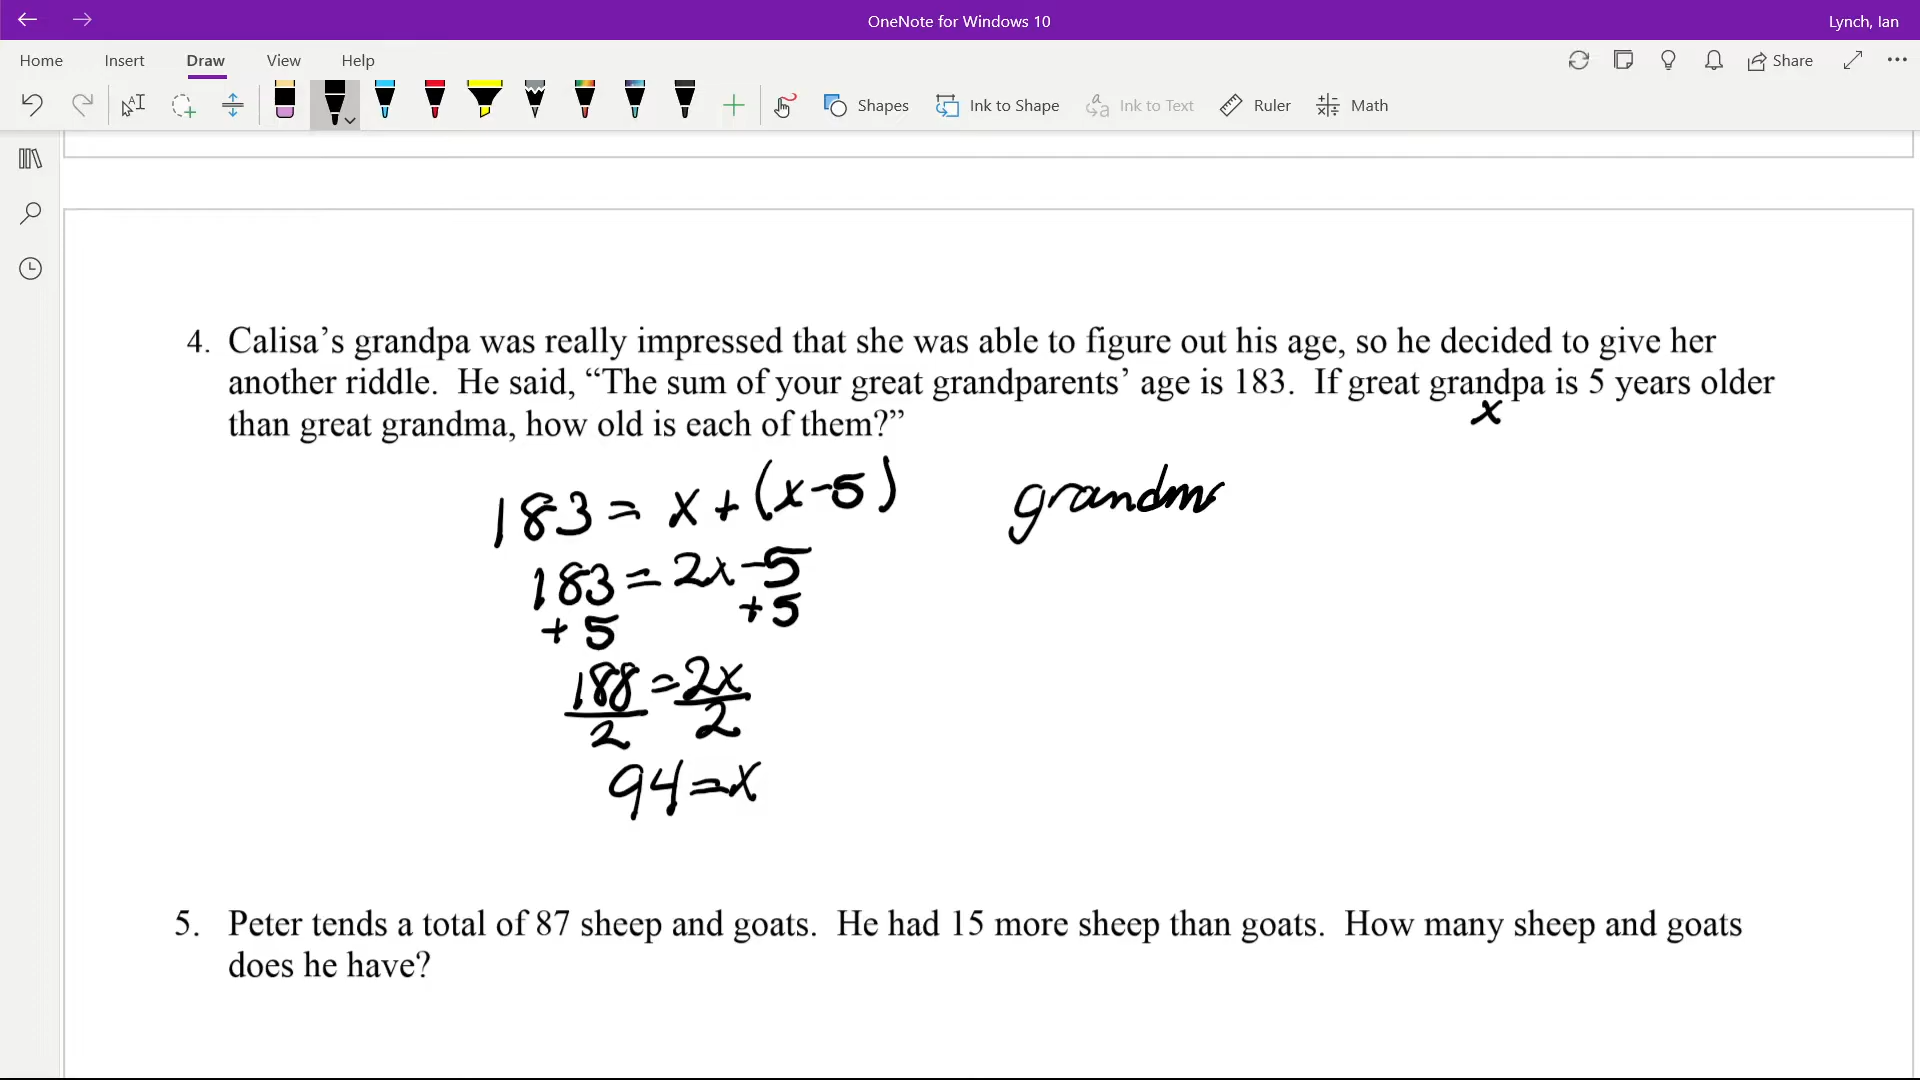 OneNote for Windows 10
Lynch, Ian
Home Insert Draw View Help
Share
Shapes Ink to Shape Ink to Text Ruler Math
4. Calisa’s grandpa was really impressed that she was able to figure out his age, so he decided to give her
another riddle. He said, “The sum of your great grandparents’ age is 183. If great grandpa is 5 years older
x
than great grandma, how old is each of them?”
183 = x + (x - 5)
grandma
183 = 2x - 5
+ 5 + 5
188 = 2x
2 2
94 = x
5. Peter tends a total of 87 sheep and goats. He had 15 more sheep than goats. How many sheep and goats
does he have?